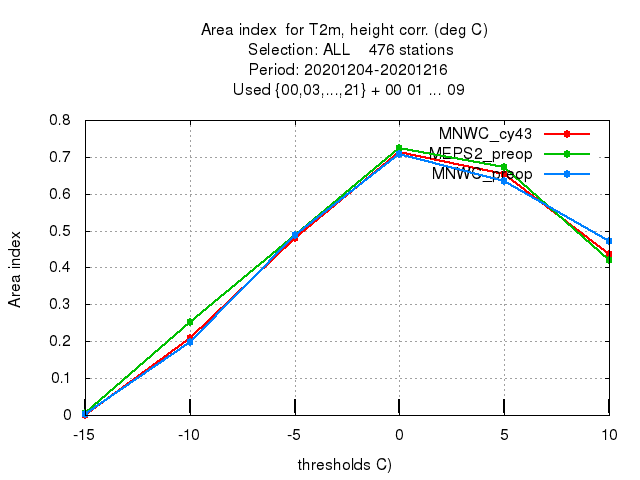 Area index  for T2m, height corr. (deg C)
Selection: ALL    476 stations
Period: 20201204-20201216
Used {00,03,...,21} + 00 01 ... 09
MNWC_cy43
MEPS2_preop
MNWC_preop
Area index
0.8
0.7
0.6
0.5
0.4
0.3
0.2
0.1
0
-15 -10 -5 0 5 10
thresholds C)